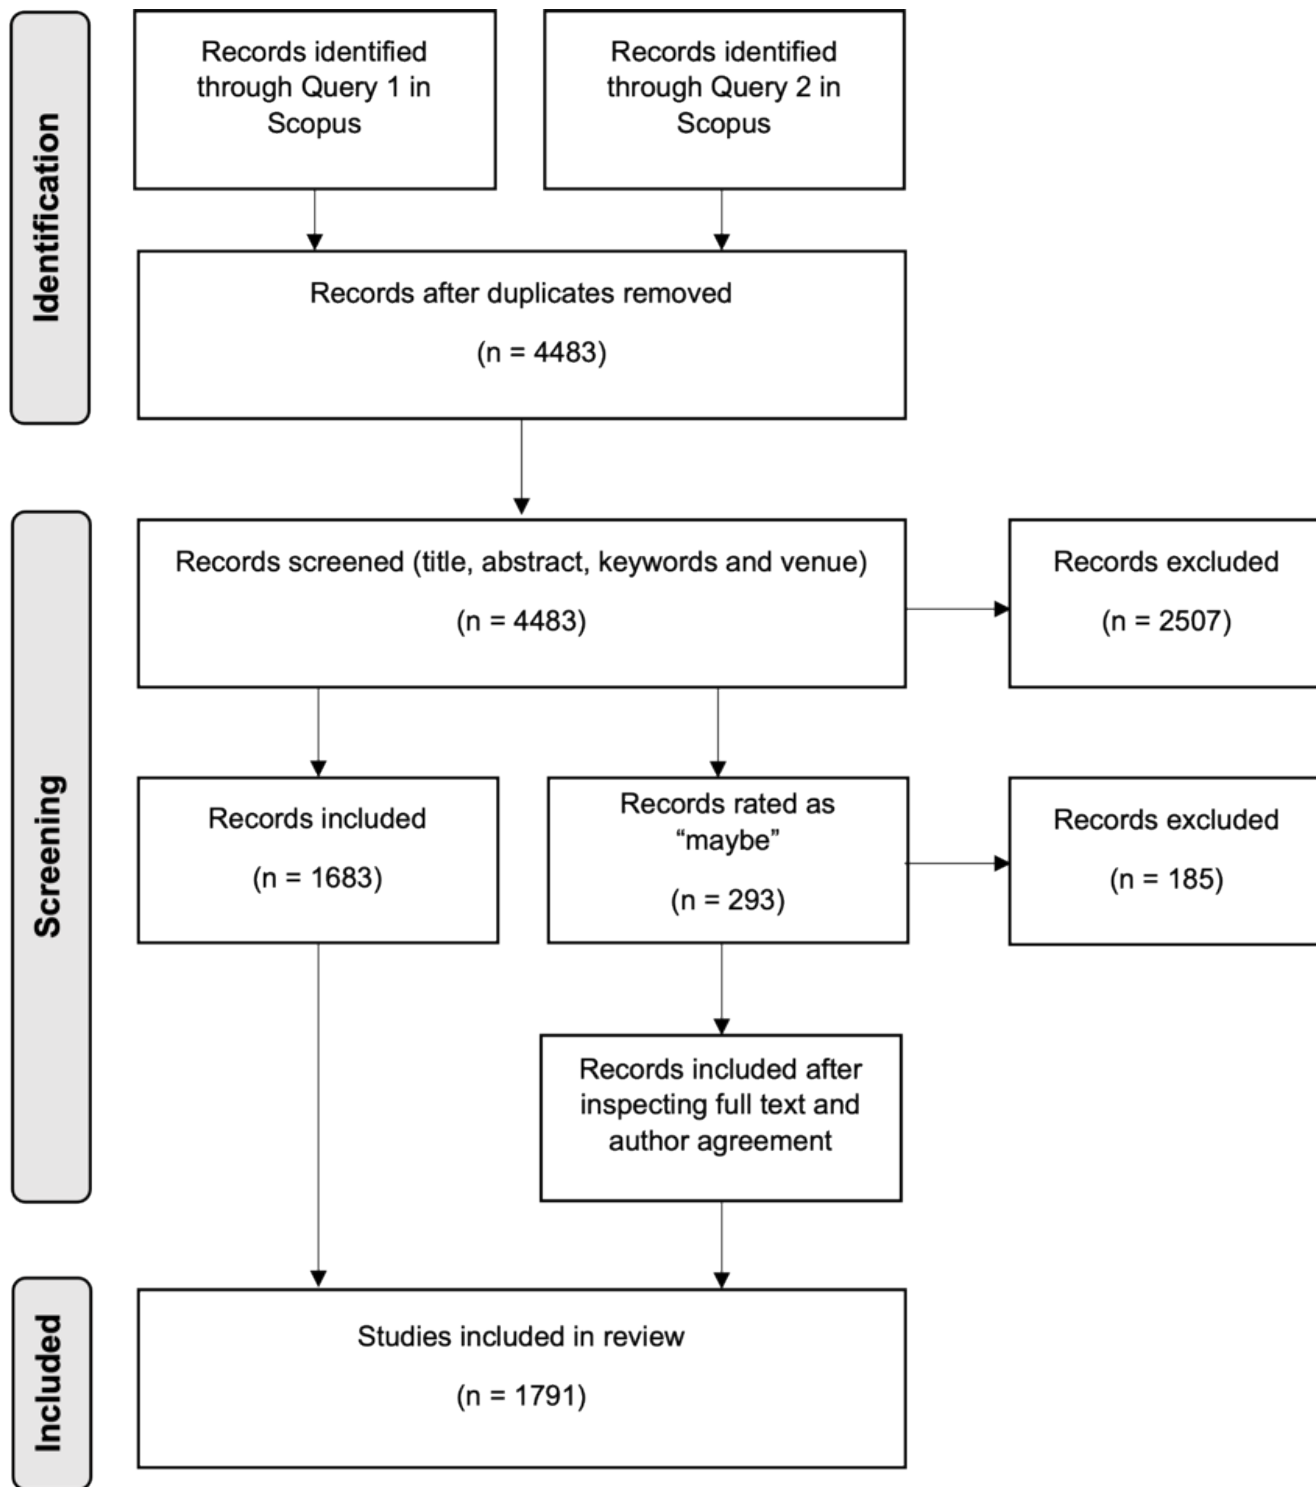 Identification
Records identified
through Query 1 in
Scopus
Records identified
through Query 2 in
Scopus
Records after duplicates removed
(n = 4483)
Screening
Records screened (title, abstract, keywords and venue)
(n = 4483)
Records excluded
(n = 2507)
Records included
(n = 1683)
Records rated as
“maybe”
(n = 293)
Records excluded
(n = 185)
Records included after
inspecting full text and
author agreement
Included
Studies included in review
(n = 1791)